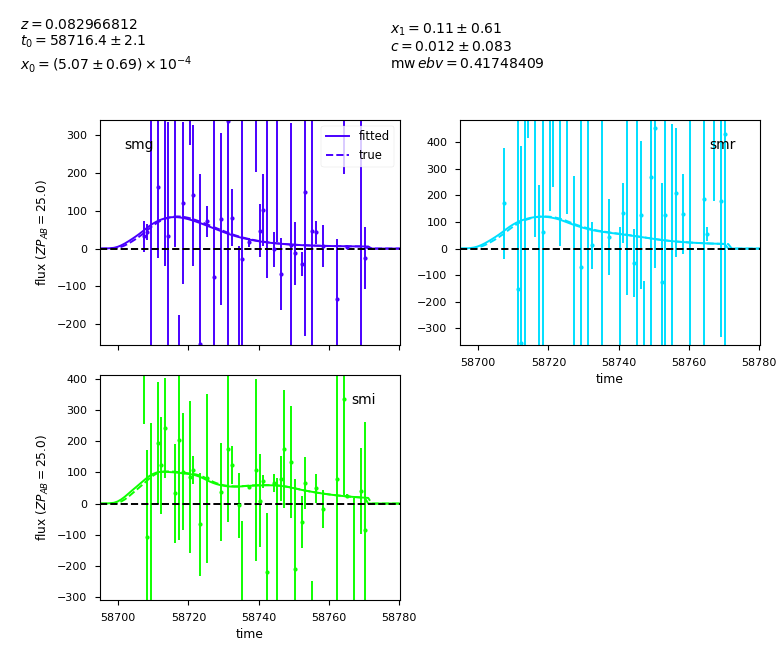 z = 0.082966812
t₀ = 58716.4 ± 2.1
x₀ = (5.07 ± 0.69) × 10⁻⁴
x₁ = 0.11 ± 0.61
c = 0.012 ± 0.083
mwebv = 0.41748409
smg
fitted
true
flux (ZP_AB = 25.0)
300
200
100
0
−100
−200
smr
400
300
200
100
0
−100
−200
−300
58700 58720 58740 58760 58780
time
smi
flux (ZP_AB = 25.0)
400
300
200
100
0
−100
−200
−300
58700 58720 58740 58760 58780
time